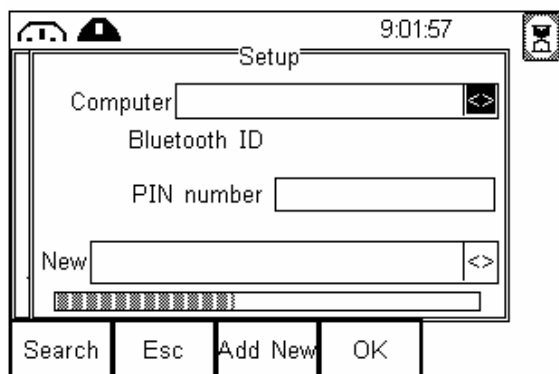 9:01:57
Setup
Computer <>
Bluetooth ID
PIN number
New <>
Search Esc Add New OK